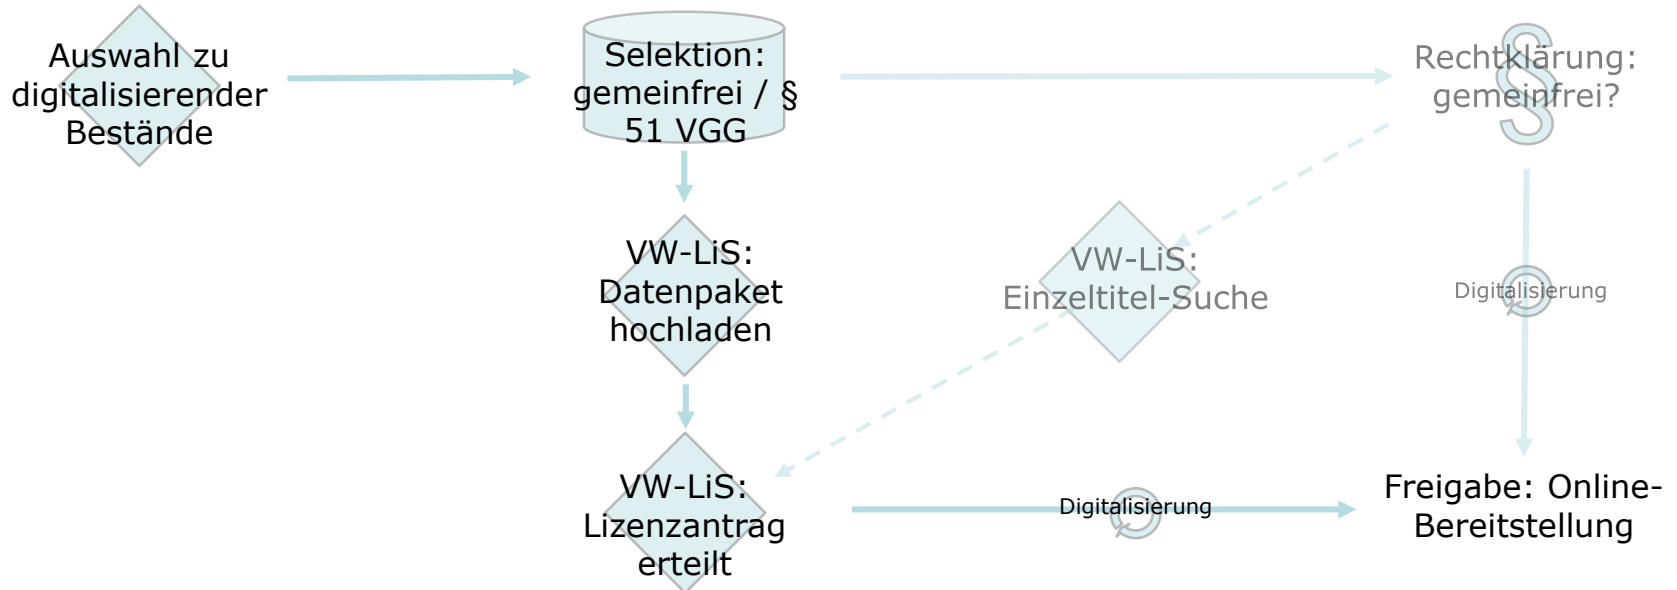 Auswahl zu
digitalisierender
Bestände
Selektion:
gemeinfrei / §
51 VGG
Rechtklärung:
gemeinfrei?
§
VW-LiS:
Datenpaket
hochladen
VW-LiS:
Einzeltitel-Suche
Digitalisierung
VW-LiS:
Lizenzantrag
erteilt
Digitalisierung
Freigabe: Online-
Bereitstellung